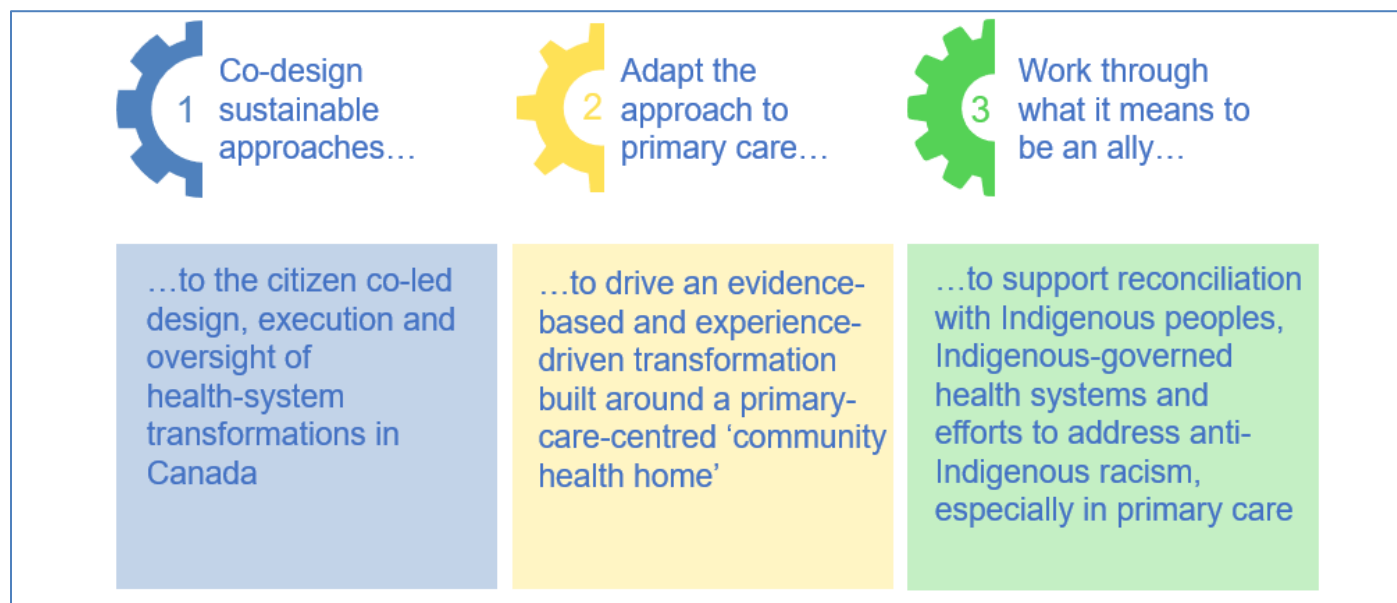 1
Co-design
sustainable
approaches…
2
Adapt the
approach to
primary care…
3
Work through
what it means to
be an ally…
…to the citizen co-led
design, execution and
oversight of
health-system
transformations in
Canada
…to drive an evidence-
based and experience-
driven transformation
built around a primary-
care-centred ‘community
health home’
…to support reconciliation
with Indigenous peoples,
Indigenous-governed
health systems and
efforts to address anti-
Indigenous racism,
especially in primary care